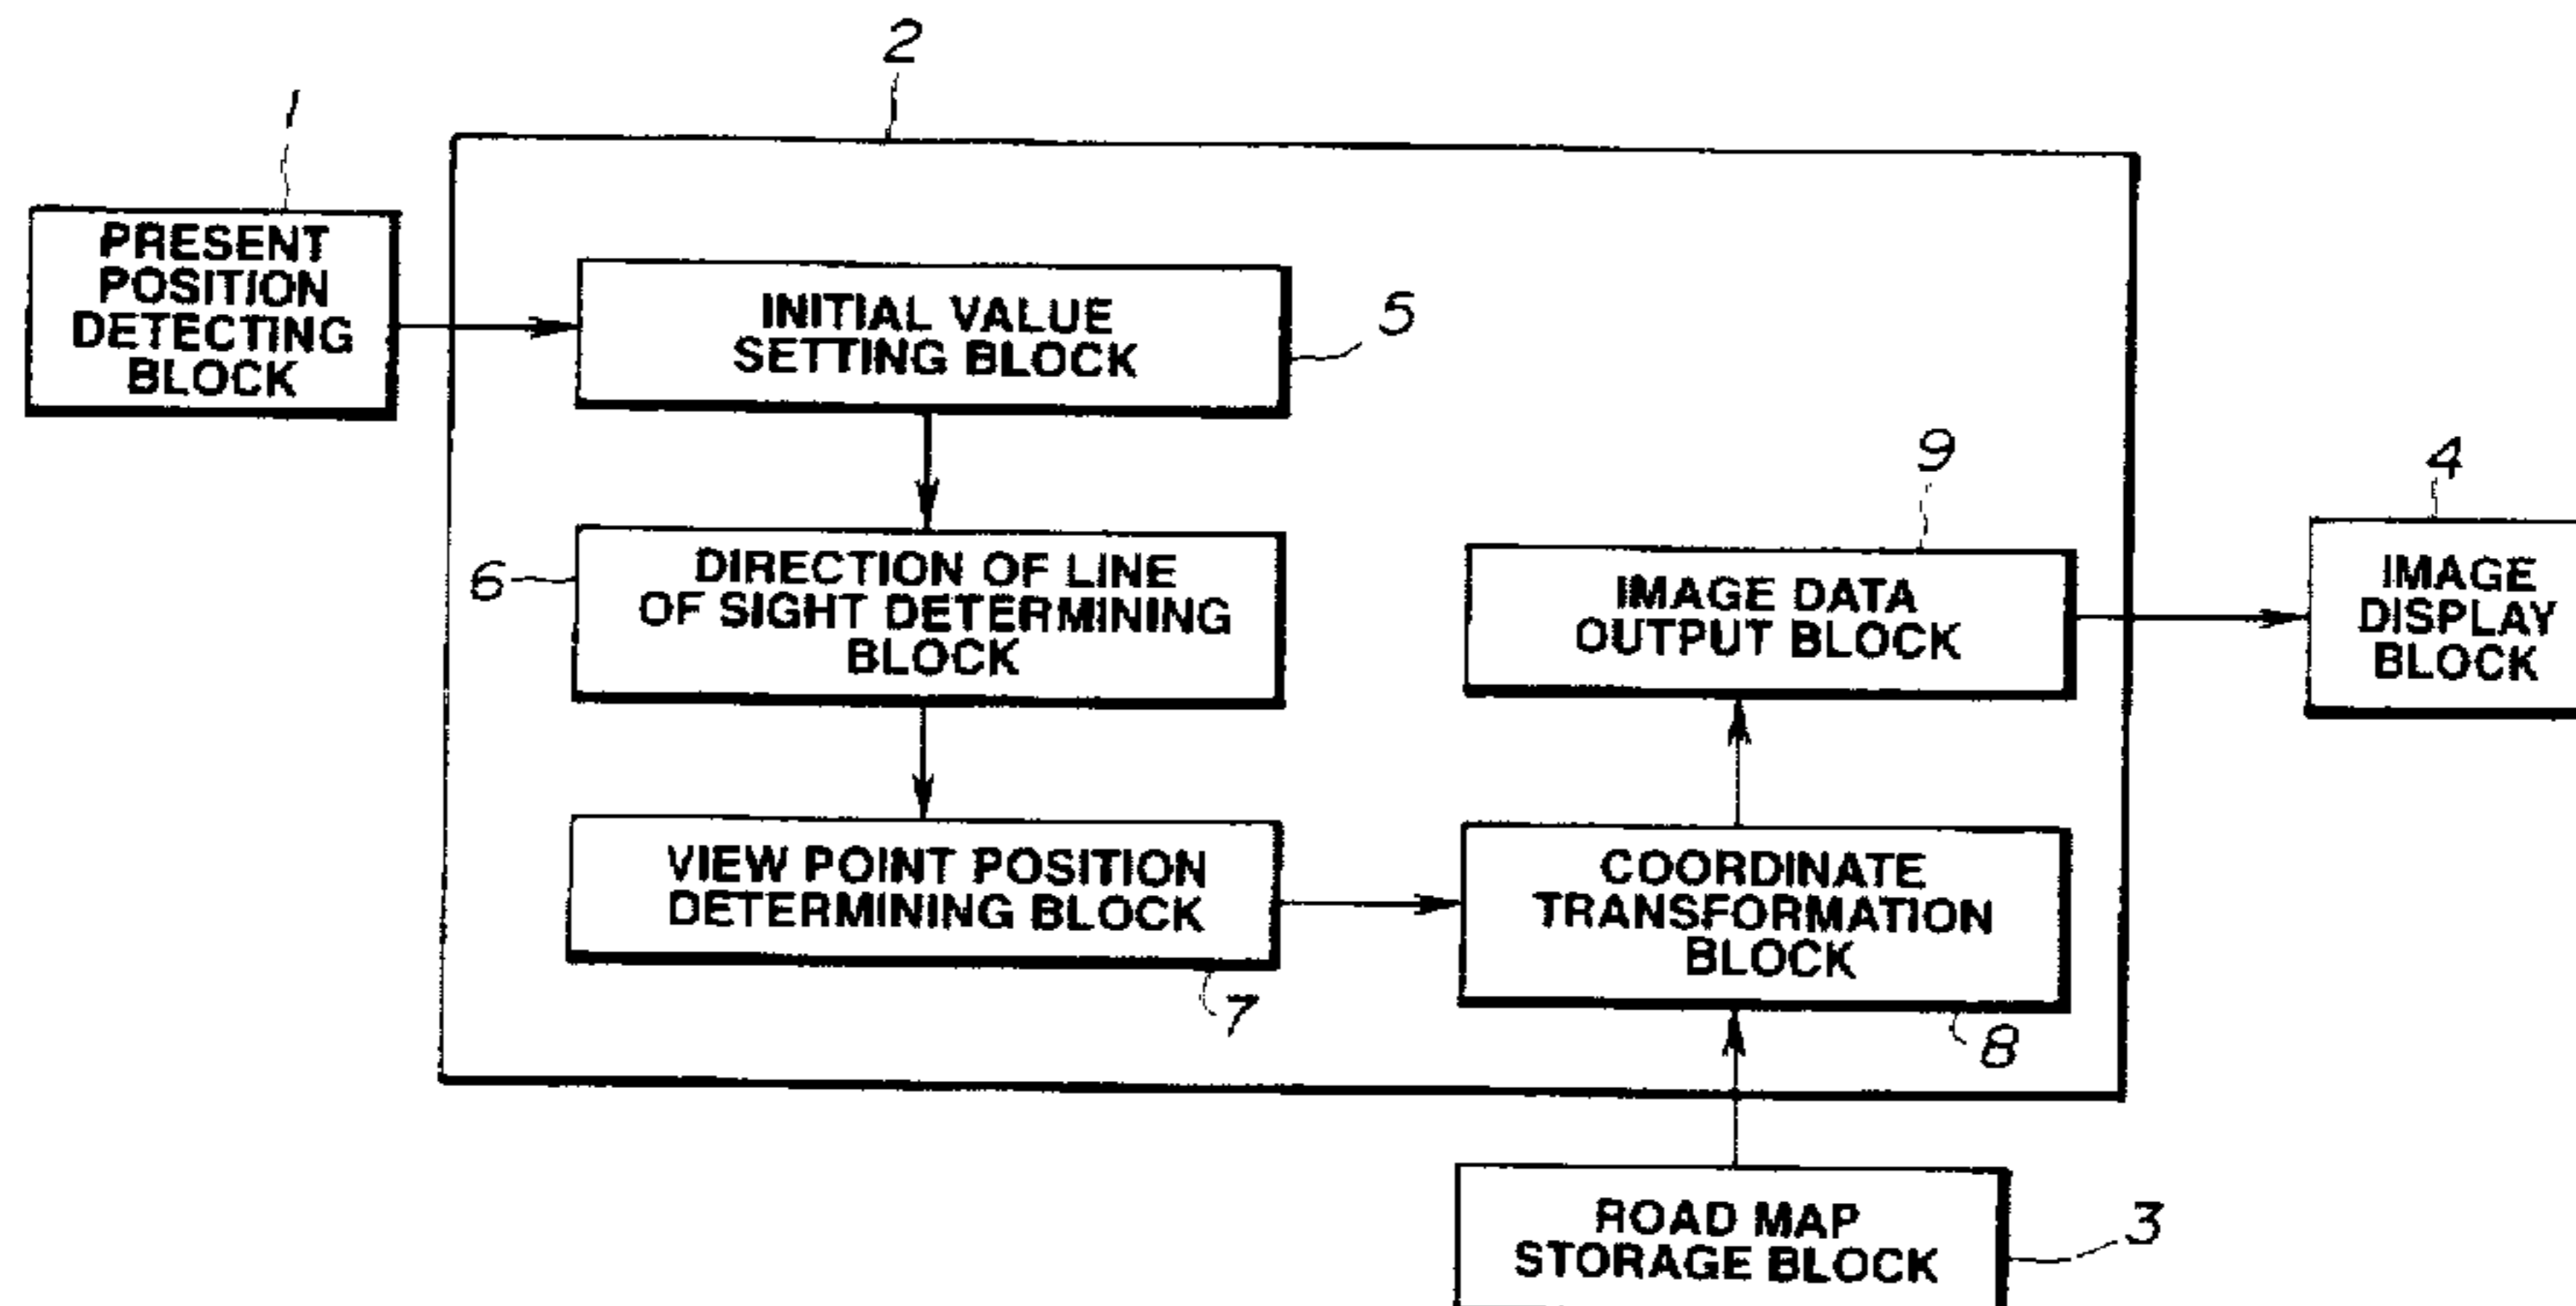 2
1
PRESENT
POSITION
DETECTING
BLOCK
INITIAL VALUE
SETTING BLOCK
5
6
DIRECTION OF LINE
OF SIGHT DETERMINING
BLOCK
9
IMAGE DATA
OUTPUT BLOCK
4
IMAGE
DISPLAY
BLOCK
VIEW POINT POSITION
DETERMINING BLOCK
7
COORDINATE
TRANSFORMATION
BLOCK
8
ROAD MAP
STORAGE BLOCK
3